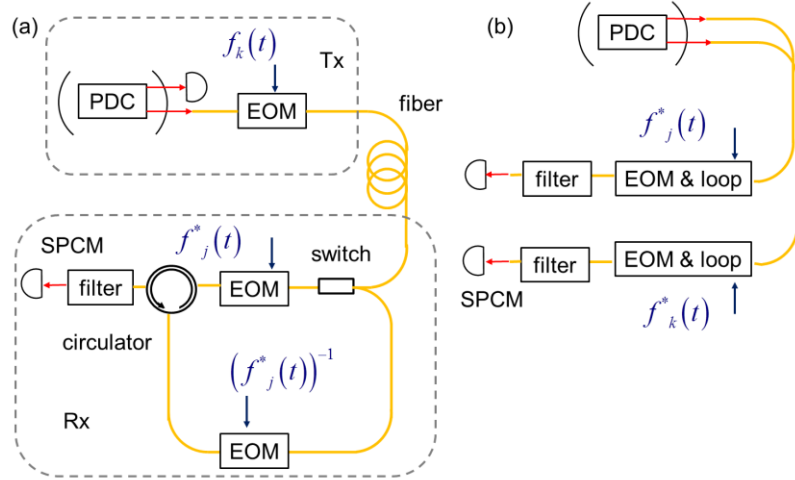 (a)
f_k(t)
Tx
PDC
EOM
fiber
SPCM
f*_j(t)
switch
filter
EOM
circulator
(f*_j(t))^{-1}
Rx
EOM
(b)
PDC
f*_j(t)
filter
EOM & loop
filter
EOM & loop
SPCM
f*_k(t)